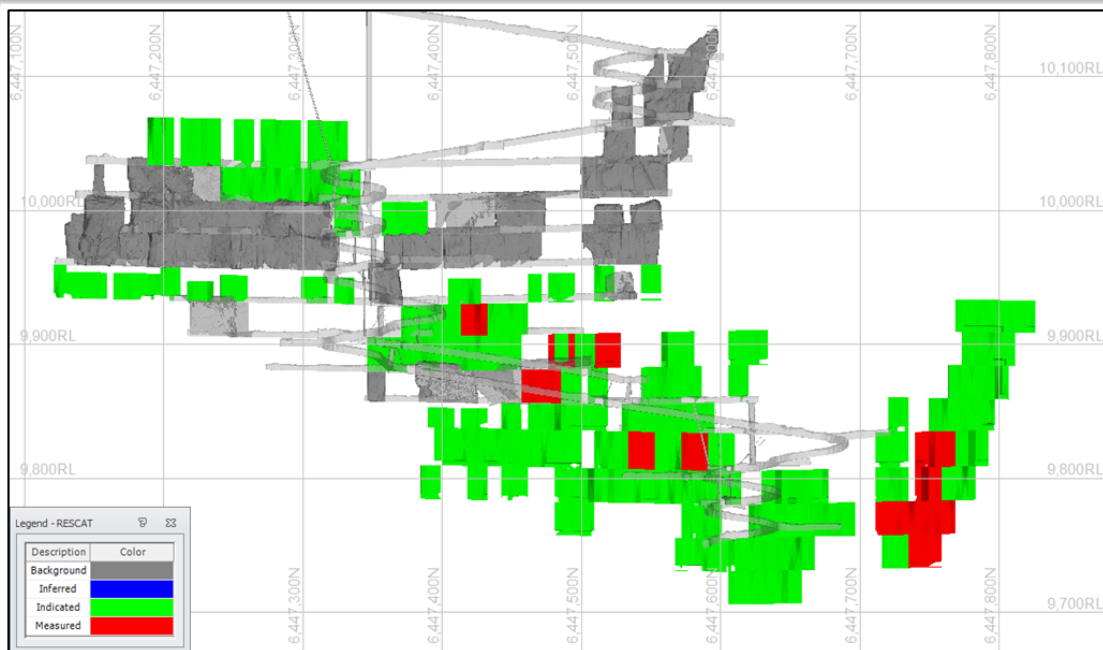 6,447,100N
6,447,200N
6,447,300N
6,447,400N
6,447,500N
6,447,600N
6,447,700N
6,447,800N
10,100RL
10,100RL
10,000RL
10,000RL
9,900RL
9,900RL
9,800RL
9,800RL
9,700RL
6,447,300N
6,447,400N
6,447,500N
6,447,600N
6,447,700N
6,447,800N
Legend - RESCAT
Description Color
Background
Inferred
Indicated
Measured